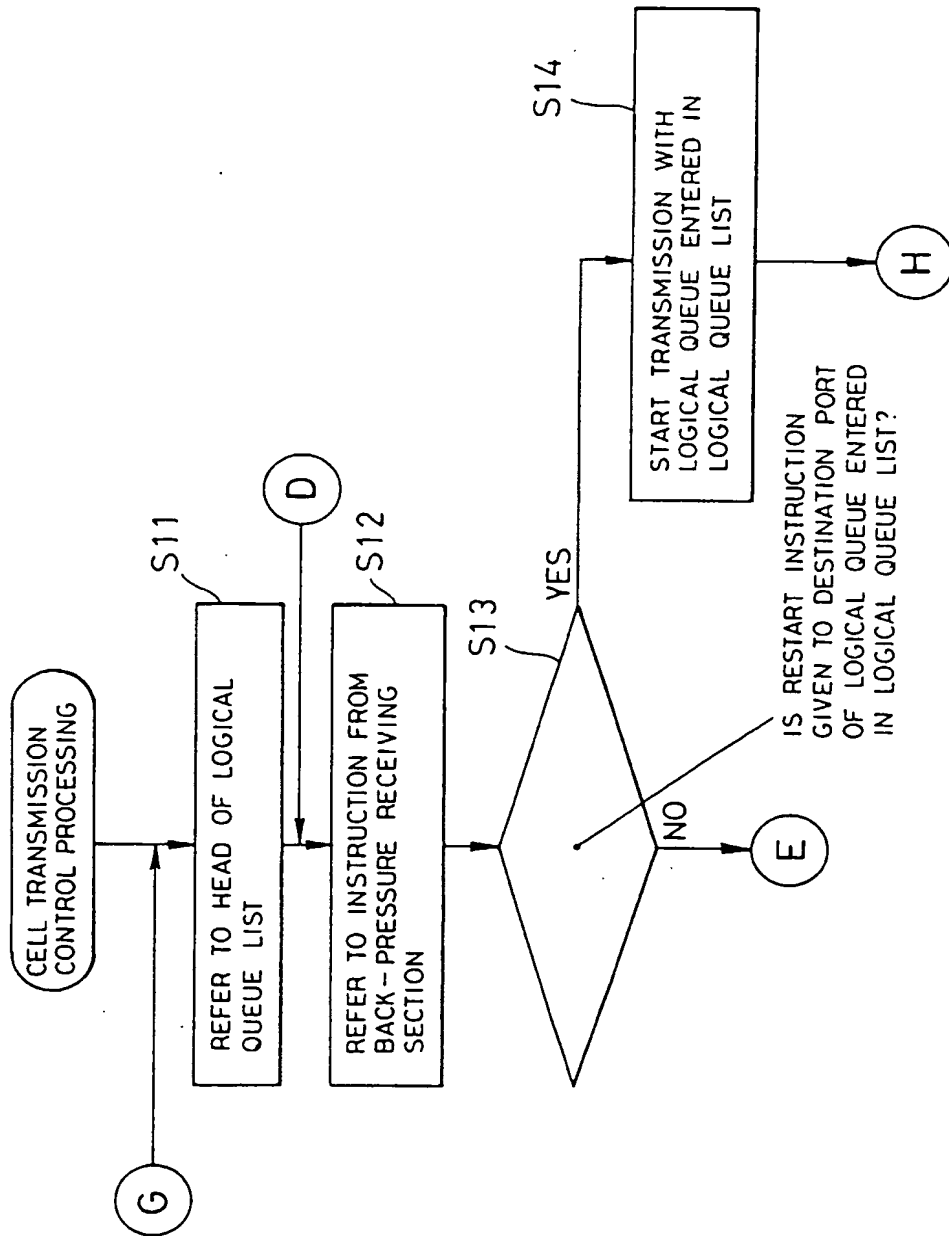 CELL TRANSMISSION
CONTROL PROCESSING
G
S11
REFER TO HEAD OF LOGICAL
QUEUE LIST
D
S12
REFER TO INSTRUCTION FROM
BACK-PRESSURE RECEIVING
SECTION
S13
YES
NO
E
IS RESTART INSTRUCTION
GIVEN TO DESTINATION PORT
OF LOGICAL QUEUE ENTERED
IN LOGICAL QUEUE LIST?
S14
START TRANSMISSION WITH
LOGICAL QUEUE ENTERED IN
LOGICAL QUEUE LIST
H